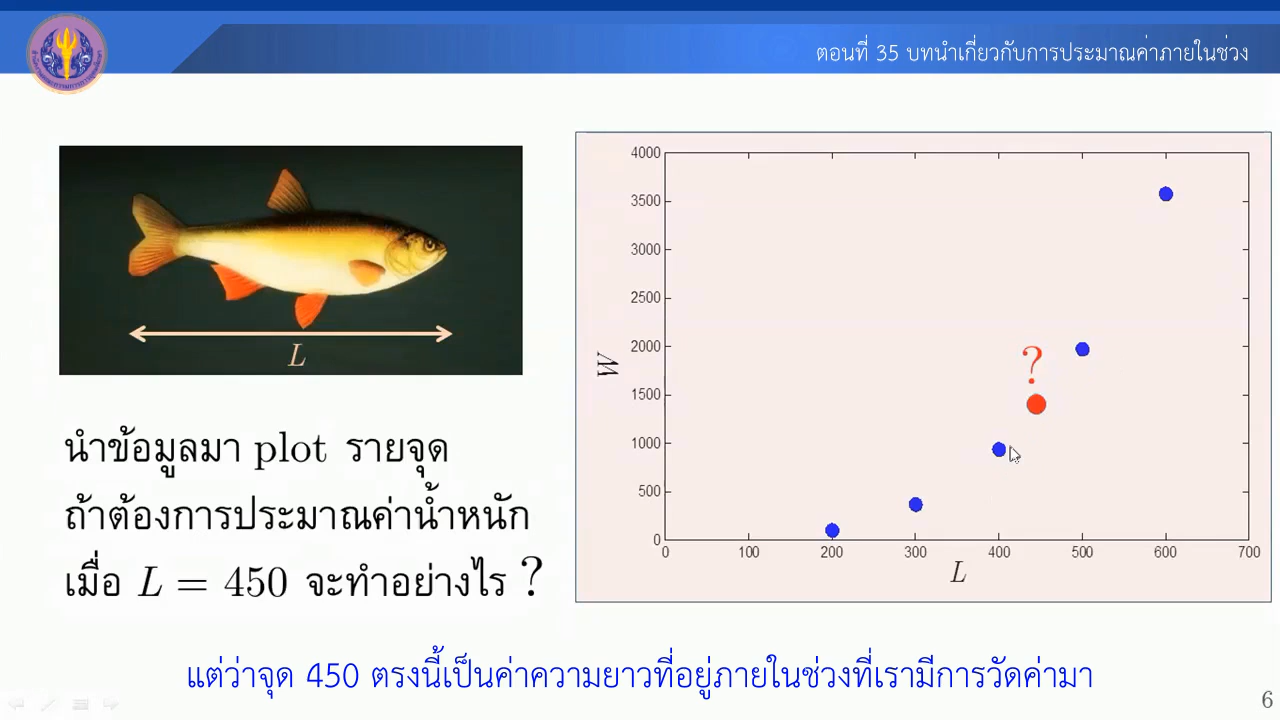 ตอนที่ 35 บทนำเกี่ยวกับการประมาณค่าภายในช่วง
L
นำข้อมูลมา plot รายจุด
ถ้าต้องการประมาณค่าน้ำหนัก
เมื่อ L = 450 จะทำอย่างไร ?
4000
3500
3000
2500
2000
1500
1000
500
0
W
?
0 100 200 300 400 500 600 700
L
แต่ว่าจุด 450 ตรงนี้เป็นค่าความยาวที่อยู่ภายในช่วงที่เรามีการวัดค่ามา
6